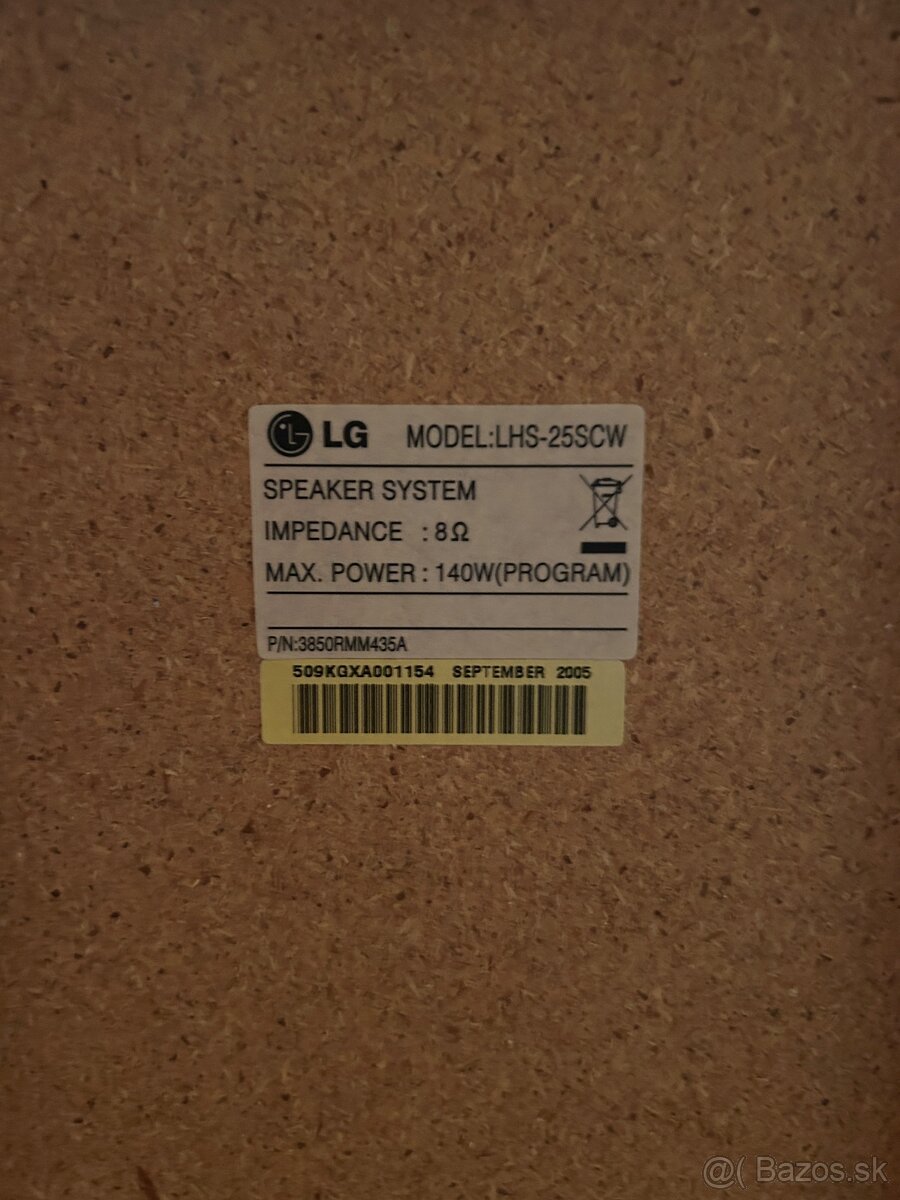 LG MODEL:LHS-25SCW
SPEAKER SYSTEM
IMPEDANCE : 8Ω
MAX. POWER : 140W(PROGRAM)
P/N:3850RMM435A
509KGXA001154 SEPTEMBER 2005
@( Bazos.sk